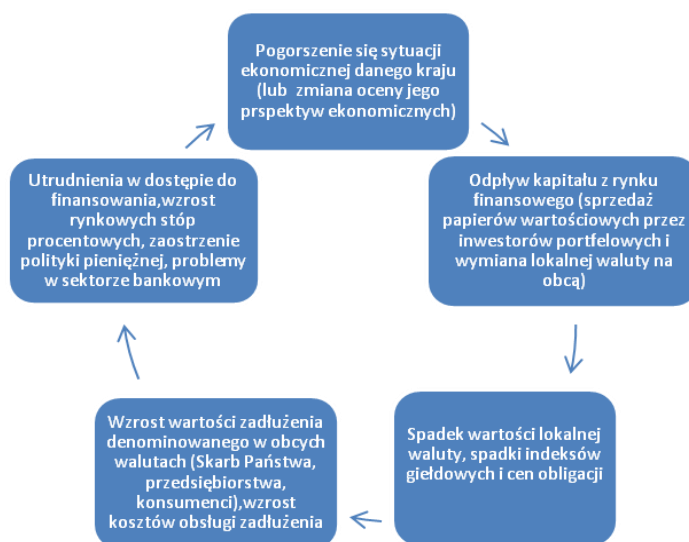 Pogorszenie się sytuacji
ekonomicznej danego kraju
(lub zmiana oceny jego
prspektyw ekonomicznych)
Odpływ kapitału z rynku
finansowego (sprzedaż
papierów wartościowych przez
inwestorów portfelowych i
wymiana lokalnej waluty na
obcą)
Spadek wartości lokalnej
waluty, spadki indeksów
giełdowych i cen obligacji
Wzrost wartości zadłużenia
denominowanego w obcych
walutach (Skarb Państwa,
przedsiębiorstwa,
konsumenci),wzrost
kosztów obsługi zadłużenia
Utrudnienia w dostępie do
finansowania,wzrost
rynkowych stóp
procentowych, zaostrzenie
polityki pieniężnej, problemy
w sektorze bankowym